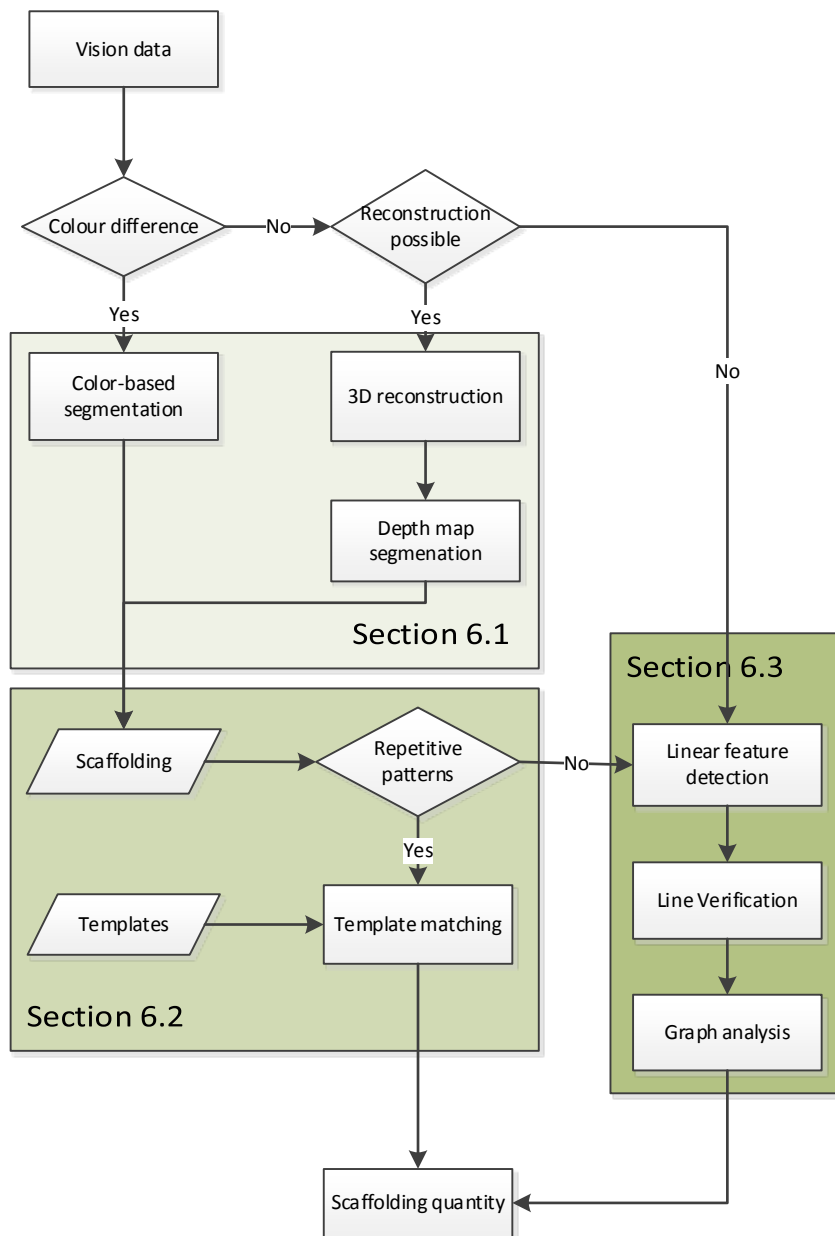 Vision data
Colour difference
No
Reconstruction
possible
Yes
Yes
No
Color-based
segmentation
3D reconstruction
Depth map
segmenation
Section 6.1
Section 6.3
Scaffolding
Repetitive
patterns
No
Linear feature
detection
Yes
Templates
Template matching
Line Verification
Section 6.2
Graph analysis
Scaffolding quantity